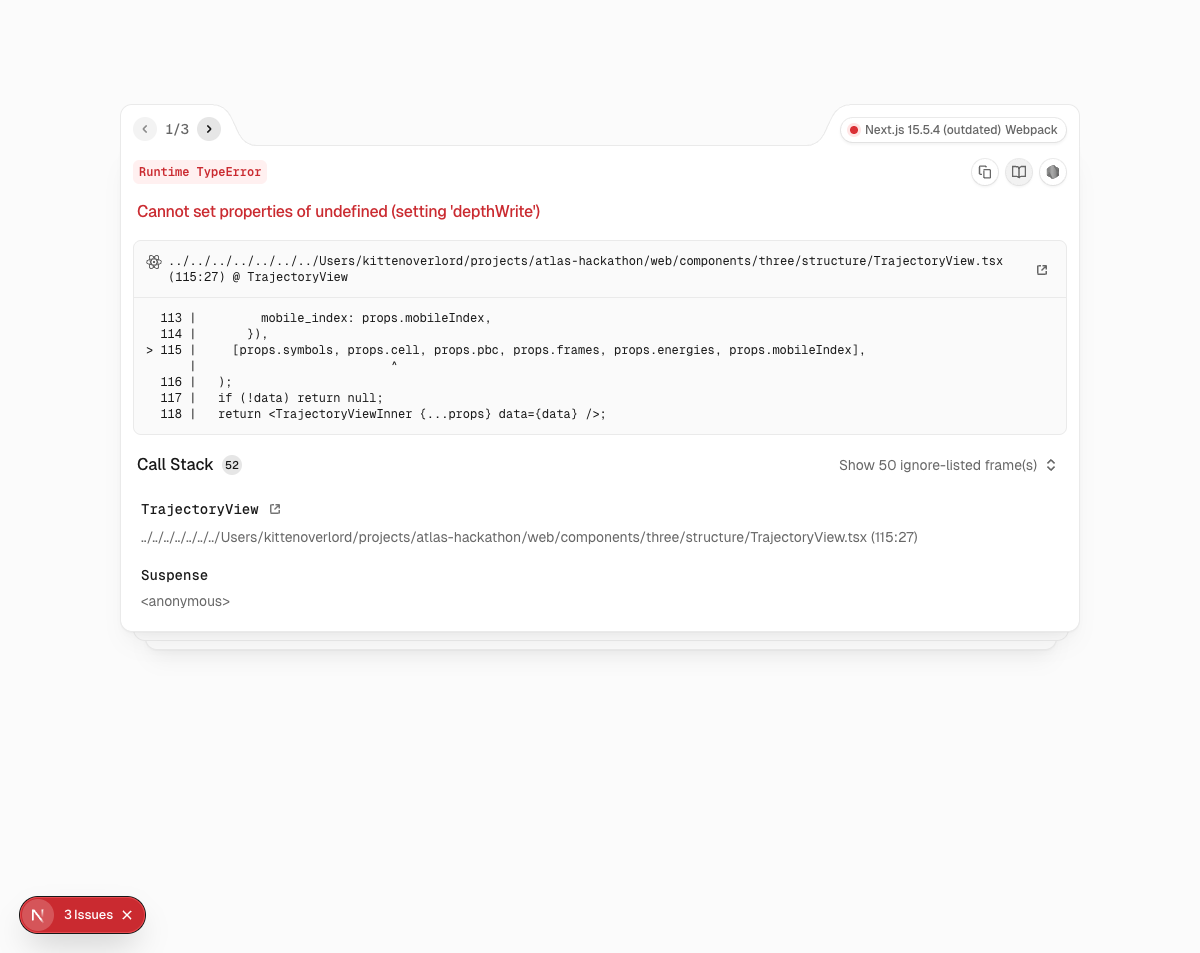 1/3
Next.js 15.5.4 (outdated) Webpack
Runtime TypeError
Cannot set properties of undefined (setting 'depthWrite')
../../../../../../../Users/kittenoverlord/projects/atlas-hackathon/web/components/three/structure/TrajectoryView.tsx
(115:27) @ TrajectoryView
113 |         mobile_index: props.mobileIndex,
114 |       }),
> 115 |     [props.symbols, props.cell, props.pbc, props.frames, props.energies, props.mobileIndex],
|                           ^
116 |   );
117 |   if (!data) return null;
118 |   return <TrajectoryViewInner {...props} data={data} />;
Call Stack 52
Show 50 ignore-listed frame(s)
TrajectoryView
../../../../../../../Users/kittenoverlord/projects/atlas-hackathon/web/components/three/structure/TrajectoryView.tsx (115:27)
Suspense
<anonymous>
N 3 Issues